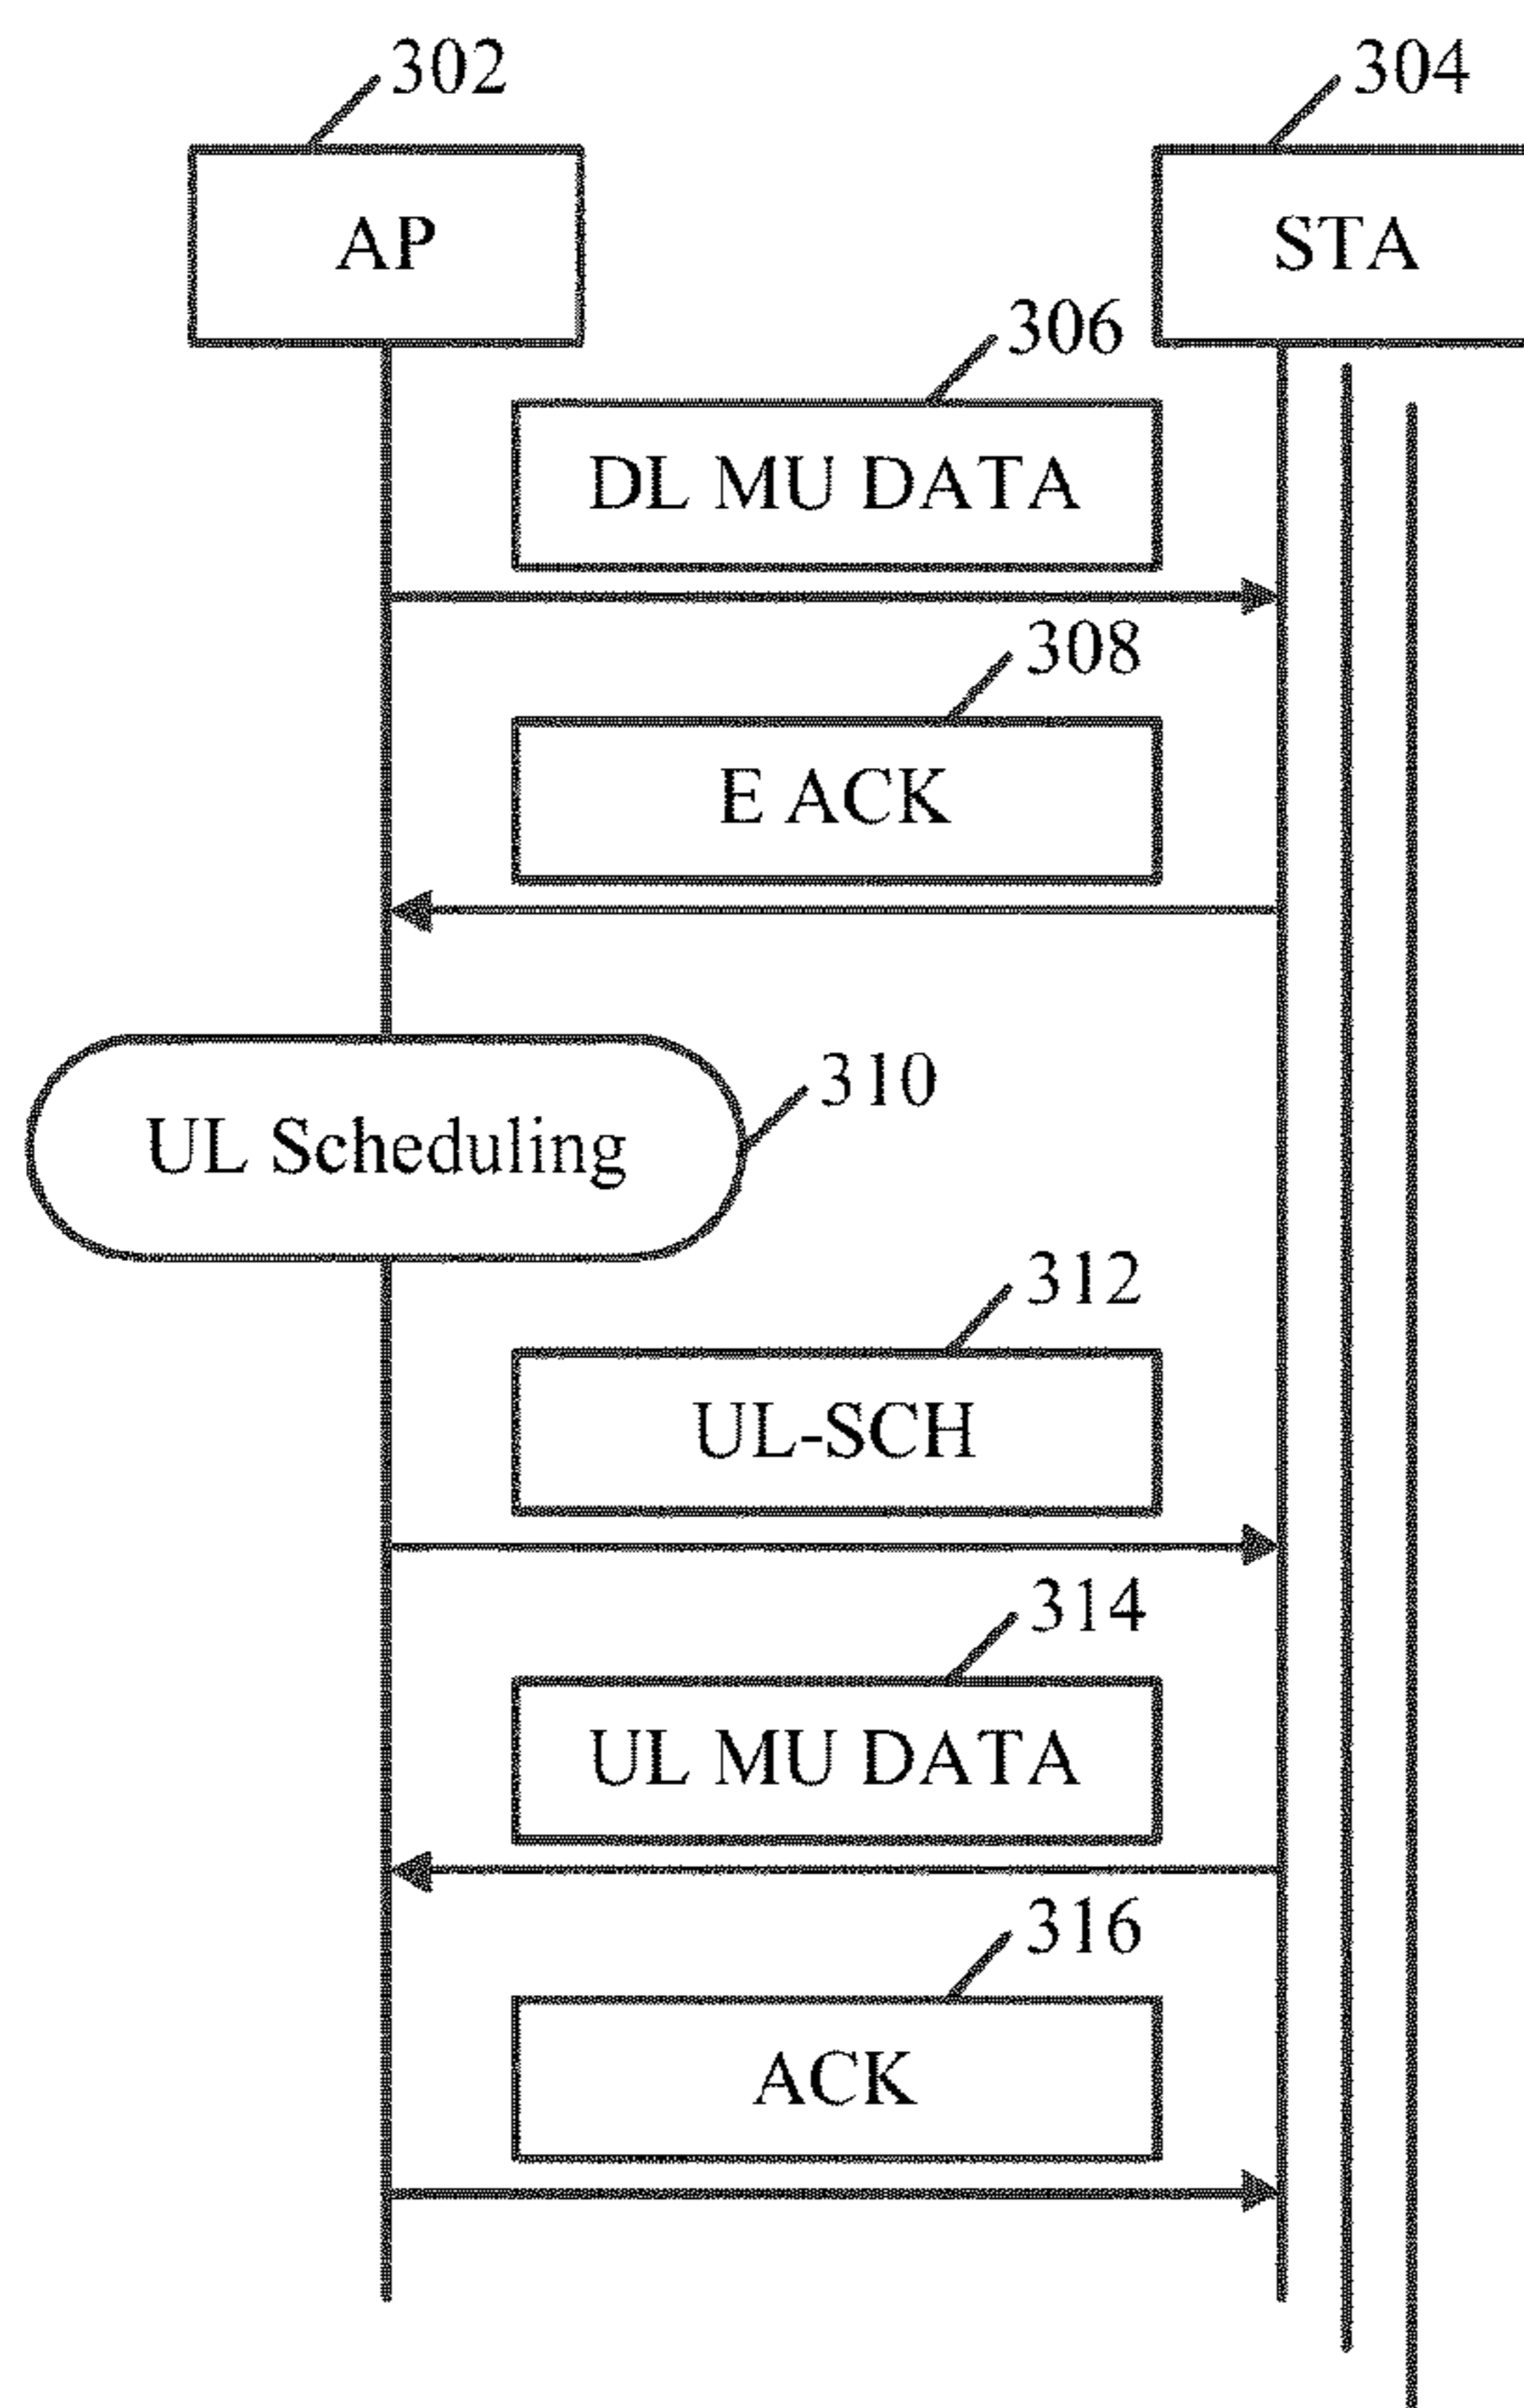 302
304
AP
STA
306
DL MU DATA
308
E ACK
310
UL Scheduling
312
UL-SCH
314
UL MU DATA
316
ACK